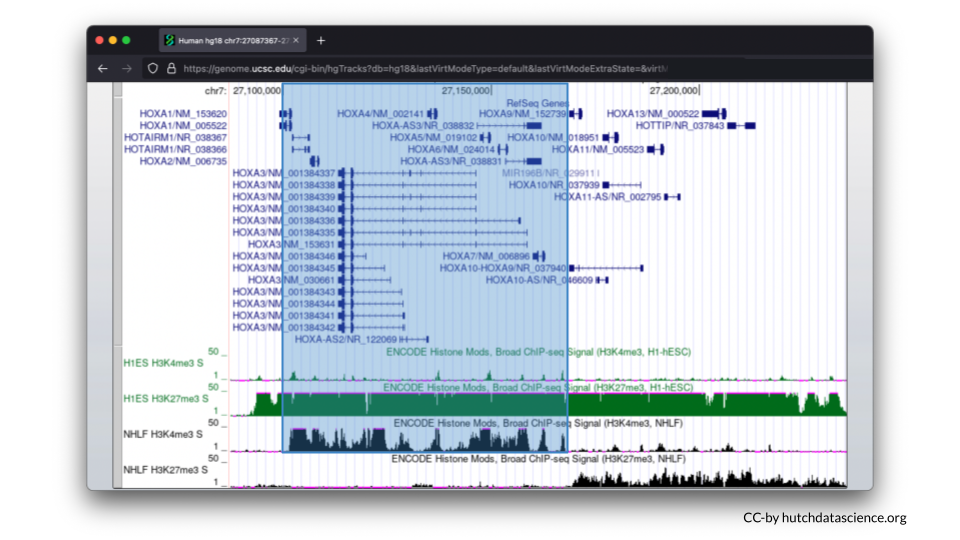 Human hg18 chr7:27087367-27
https://genome.ucsc.edu/cgi-bin/hgTracks?db=hg18&lastVirtModeType=default&lastVirtModeExtraState=&virtM
chr7: 27,100,000 27,150,000 27,200,000
RefSeq Genes
HOXA1/NM_153620 HOXA4/NM_002141 HOXA9/NM_152739 HOXA13/NM_000522
HOXA1/NM_005522 HOXA-AS3/NR_038832 HOTTIP/NR_037843
HOTAIRM1/NR_038367 HOXA5/NM_019102 HOXA10/NM_018951
HOTAIRM1/NR_038366 HOXA6/NM_024014 HOXA11/NM_005523
HOXA2/NM_006735 HOXA-AS3/NR_038831
HOXA3/NM_001384337 MIR196B/NR_029911
HOXA3/NM_001384338 HOXA10/NR_037939
HOXA3/NM_001384339 HOXA11-AS/NR_002795
HOXA3/NM_001384340
HOXA3/NM_001384336
HOXA3/NM_001384335
HOXA3/NM_153631
HOXA3/NM_001384346 HOXA7/NM_006896
HOXA3/NM_001384345 HOXA10-HOXA9/NR_037940
HOXA3/NM_030661 HOXA10-AS/NR_046609
HOXA3/NM_001384343
HOXA3/NM_001384344
HOXA3/NM_001384341
HOXA3/NM_001384342
HOXA-AS2/NR_122069
ENCODE Histone Mods, Broad ChIP-seq Signal (H3K4me3, H1-hESC)
50
H1ES H3K4me3 S
1
ENCODE Histone Mods, Broad ChIP-seq Signal (H3K27me3, H1-hESC)
50
H1ES H3K27me3 S
1
ENCODE Histone Mods, Broad ChIP-seq Signal (H3K4me3, NHLF)
50
NHLF H3K4me3 S
1
ENCODE Histone Mods, Broad ChIP-seq Signal (H3K27me3, NHLF)
50
NHLF H3K27me3 S
1
CC-by hutchdatascience.org